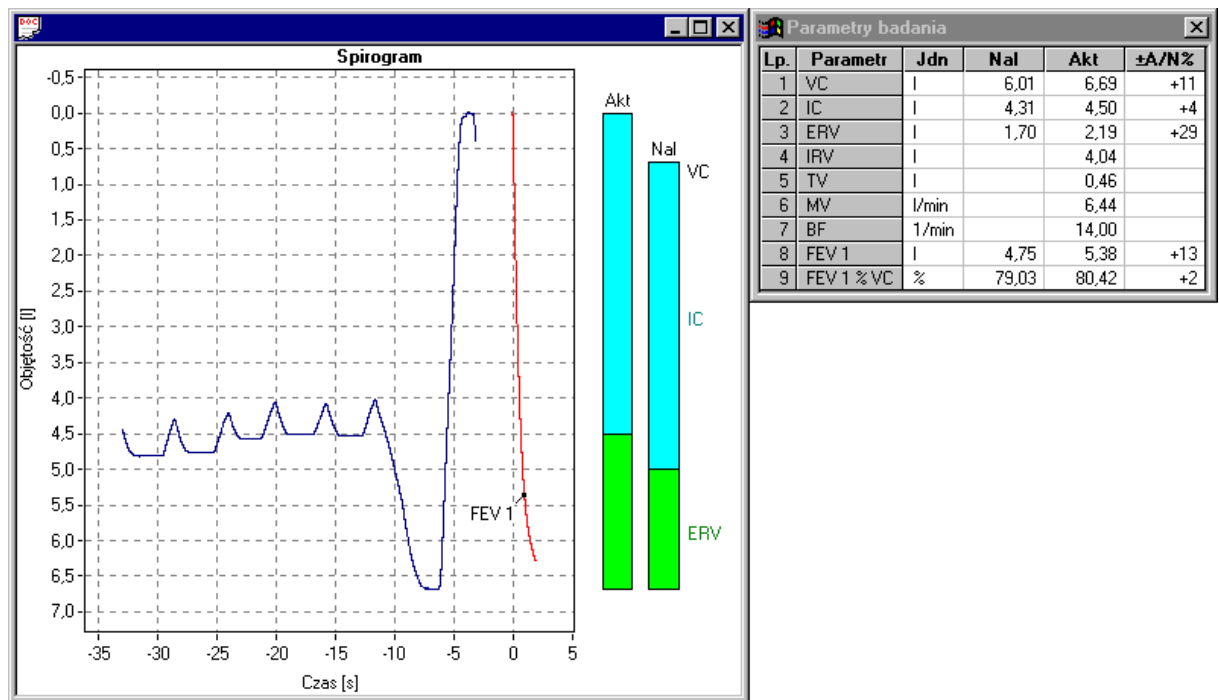 DOC
Spirogram
-0,5
0,0
0,5
1,0
1,5
2,0
2,5
3,0
3,5
4,0
4,5
5,0
5,5
6,0
6,5
7,0
Objętość [l]
-35 -30 -25 -20 -15 -10 -5 0 5
Czas [s]
FEV 1
Akt
Nal
VC
IC
ERV
Parametry badania
Lp. Parametr Jdn Nal Akt ±A/N%
1 VC l 6,01 6,69 +11
2 IC l 4,31 4,50 +4
3 ERV l 1,70 2,19 +29
4 IRV l 4,04
5 TV l 0,46
6 MV l/min 6,44
7 BF 1/min 14,00
8 FEV 1 l 4,75 5,38 +13
9 FEV 1 % VC % 79,03 80,42 +2